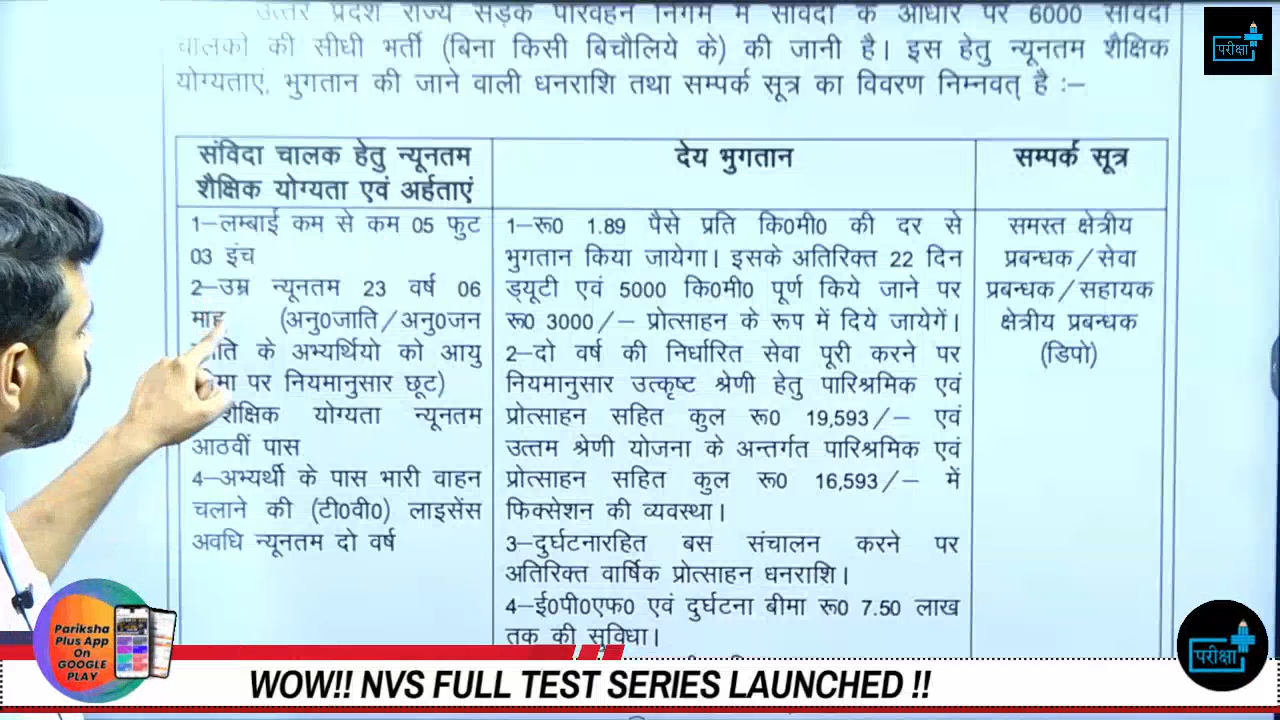 उत्तर प्रदेश राज्य सड़क परिवहन निगम में संविदा के आधार पर 6000 संविदा
चालकों की सीधी भर्ती (बिना किसी बिचौलिये के) की जानी है। इस हेतु न्यूनतम शैक्षिक
योग्यताएं, भुगतान की जाने वाली धनराशि तथा सम्पर्क सूत्र का विवरण निम्नवत् है :–
परीक्षा
संविदा चालक हेतु न्यूनतम
शैक्षिक योग्यता एवं अर्हताएं
देय भुगतान
सम्पर्क सूत्र
1–लम्बाई कम से कम 05 फुट
03 इंच
2–उम्र न्यूनतम 23 वर्ष 06
माह (अनु0जाति/अनु0जन
के अभ्यर्थियो को आयु
पर नियमानुसार छूट)
शैक्षिक योग्यता न्यूनतम
आठवीं पास
4–अभ्यर्थी के पास भारी वाहन
चलाने की (टी0वी0) लाइसेंस
अवधि न्यूनतम दो वर्ष
1–रू0 1.89 पैसे प्रति कि0मी0 की दर से
भुगतान किया जायेगा। इसके अतिरिक्त 22 दिन
ड्यूटी एवं 5000 कि0मी0 पूर्ण किये जाने पर
रू0 3000/– प्रोत्साहन के रूप में दिये जायेगें।
2–दो वर्ष की निर्धारित सेवा पूरी करने पर
नियमानुसार उत्कृष्ट श्रेणी हेतु पारिश्रमिक एवं
प्रोत्साहन सहित कुल रू0 19,593/– एवं
उत्तम श्रेणी योजना के अन्तर्गत पारिश्रमिक एवं
प्रोत्साहन सहित कुल रू0 16,593/– में
फिक्सेशन की व्यवस्था।
3–दुर्घटनारहित बस संचालन करने पर
अतिरिक्त वार्षिक प्रोत्साहन धनराशि।
4–ई0पी0एफ0 एवं दुर्घटना बीमा रू0 7.50 लाख
तक की सुविधा।
समस्त क्षेत्रीय
प्रबन्धक/सेवा
प्रबन्धक/सहायक
क्षेत्रीय प्रबन्धक
(डिपो)
Pariksha
Plus App
On
GOOGLE
PLAY
WOW!! NVS FULL TEST SERIES LAUNCHED !!
परीक्षा